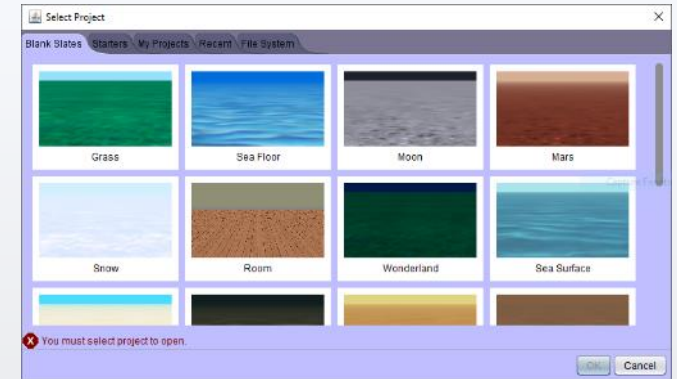 Select Project
Blank Slates Starters My Projects Recent File System
Grass Sea Floor Moon Mars
Snow Room Wonderland Sea Surface
You must select project to open.
OK Cancel